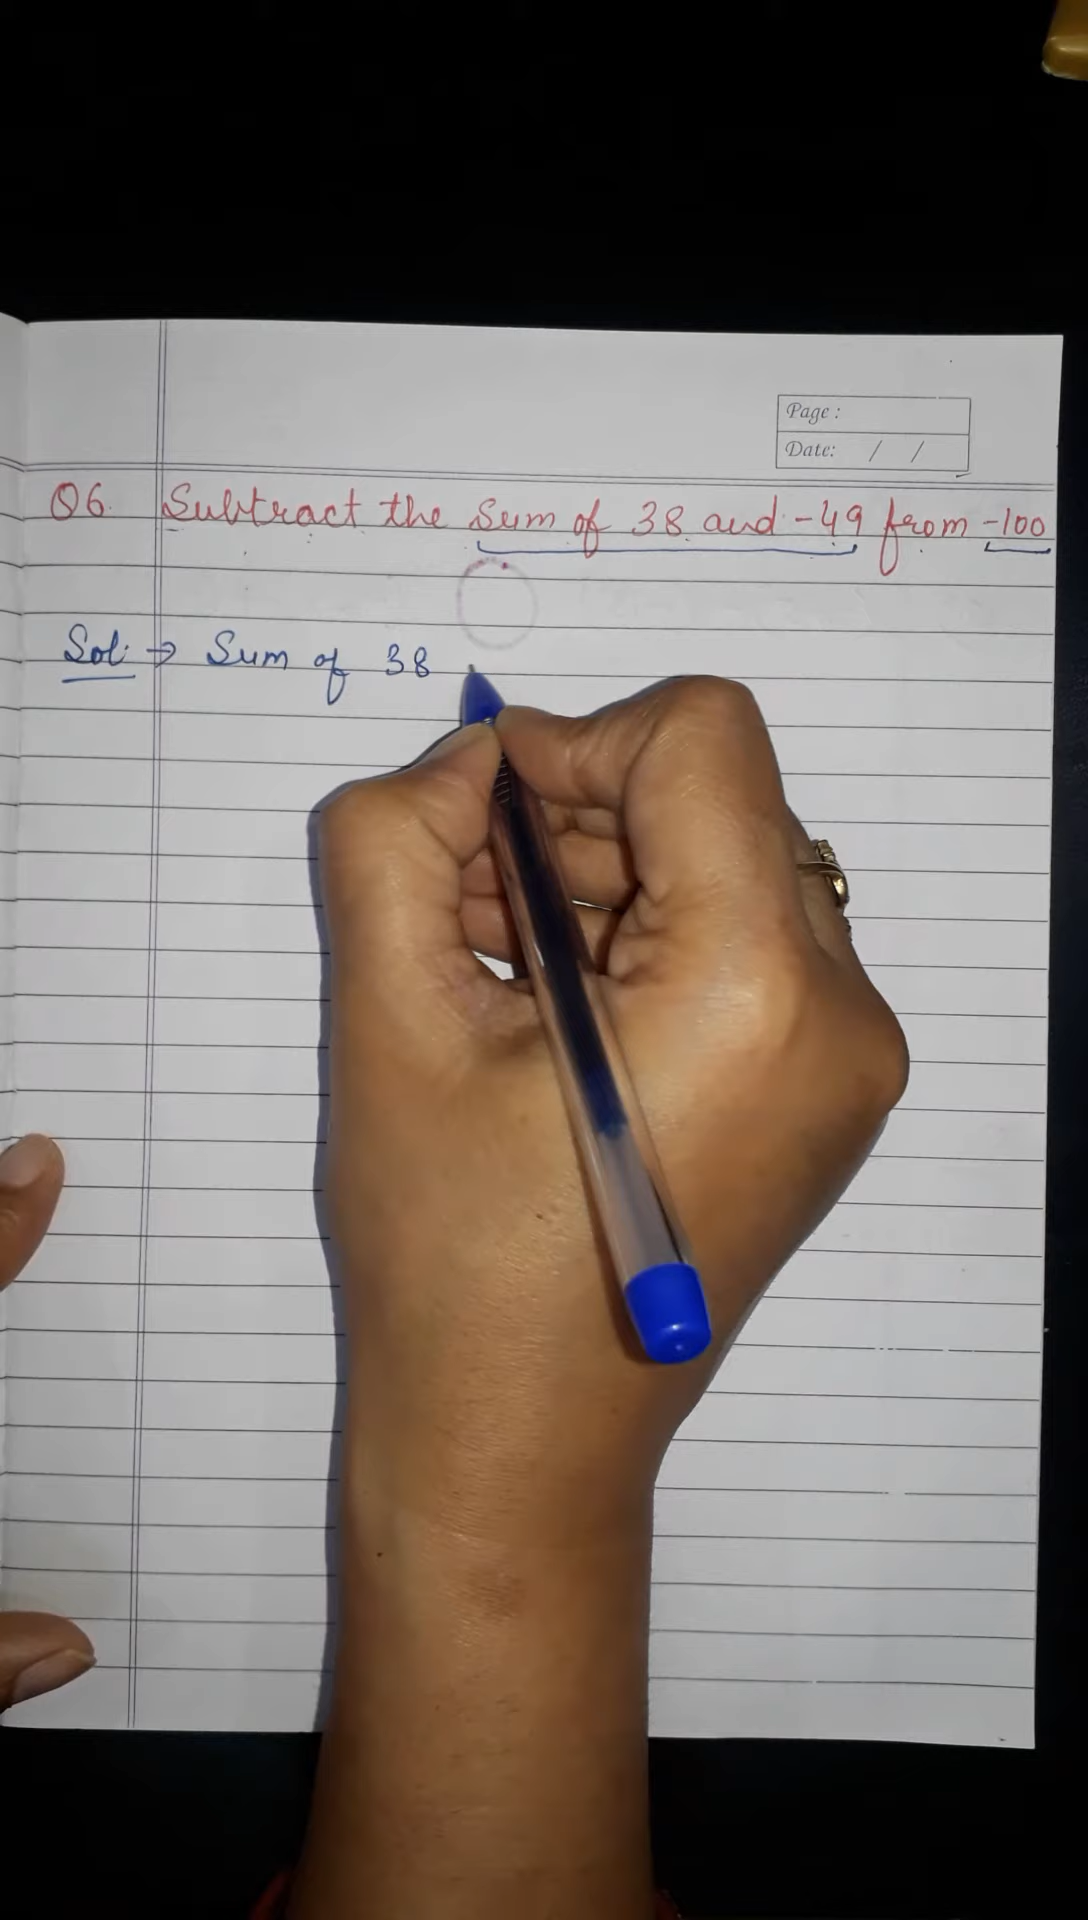 Page :
Date: / /
Q6. Subtract the Sum of 38 and -49 from -100
Sol: → Sum of 38